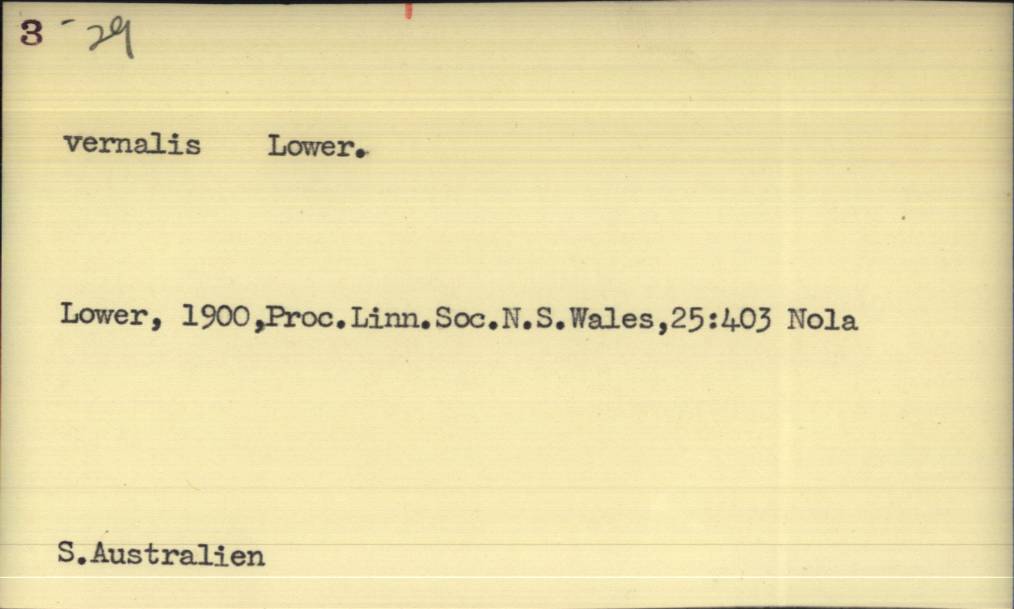 3 - 29
vernalis Lower.
Lower, 1900,Proc.Linn.Soc.N.S.Wales,25:403 Nola
S.Australien